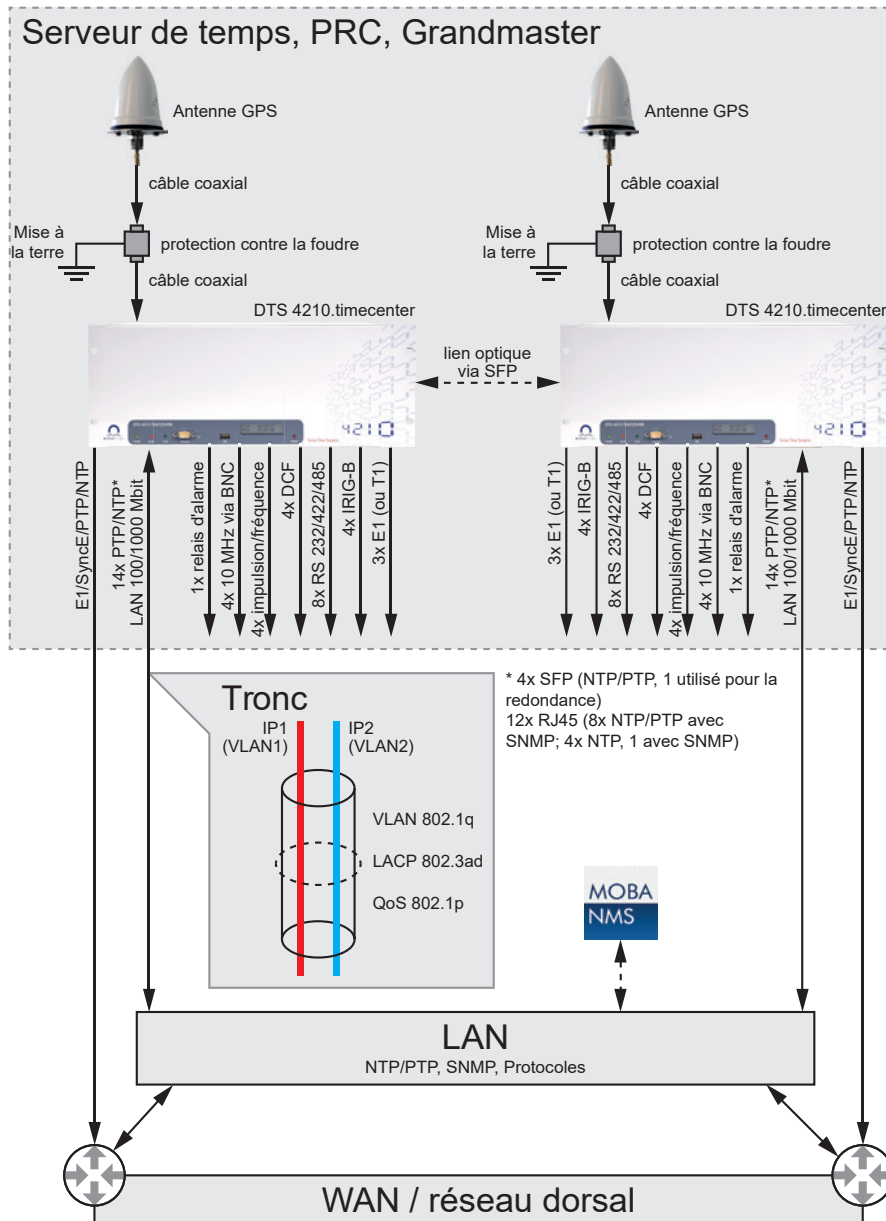 Serveur de temps, PRC, Grandmaster
Antenne GPS
câble coaxial
Mise à
la terre
protection contre la foudre
câble coaxial
DTS 4210.timecenter
4210
Antenne GPS
câble coaxial
Mise à
la terre
protection contre la foudre
câble coaxial
DTS 4210.timecenter
4210
lien optique
via SFP
E1/SyncE/PTP/NTP
14x PTP/NTP*
LAN 100/1000 Mbit
1x relais d'alarme
4x 10 MHz via BNC
4x impulsion/fréquence
4x DCF
8x RS 232/422/485
4x IRIG-B
3x E1 (ou T1)
3x E1 (ou T1)
4x IRIG-B
8x RS 232/422/485
4x DCF
4x impulsion/fréquence
4x 10 MHz via BNC
1x relais d'alarme
14x PTP/NTP*
LAN 100/1000 Mbit
E1/SyncE/PTP/NTP
* 4x SFP (NTP/PTP, 1 utilisé pour la
redondance)
12x RJ45 (8x NTP/PTP avec
SNMP; 4x NTP, 1 avec SNMP)
Tronc
IP1
(VLAN1)
IP2
(VLAN2)
VLAN 802.1q
LACP 802.3ad
QoS 802.1p
MOBA
NMS
LAN
NTP/PTP, SNMP, Protocoles
WAN / réseau dorsal